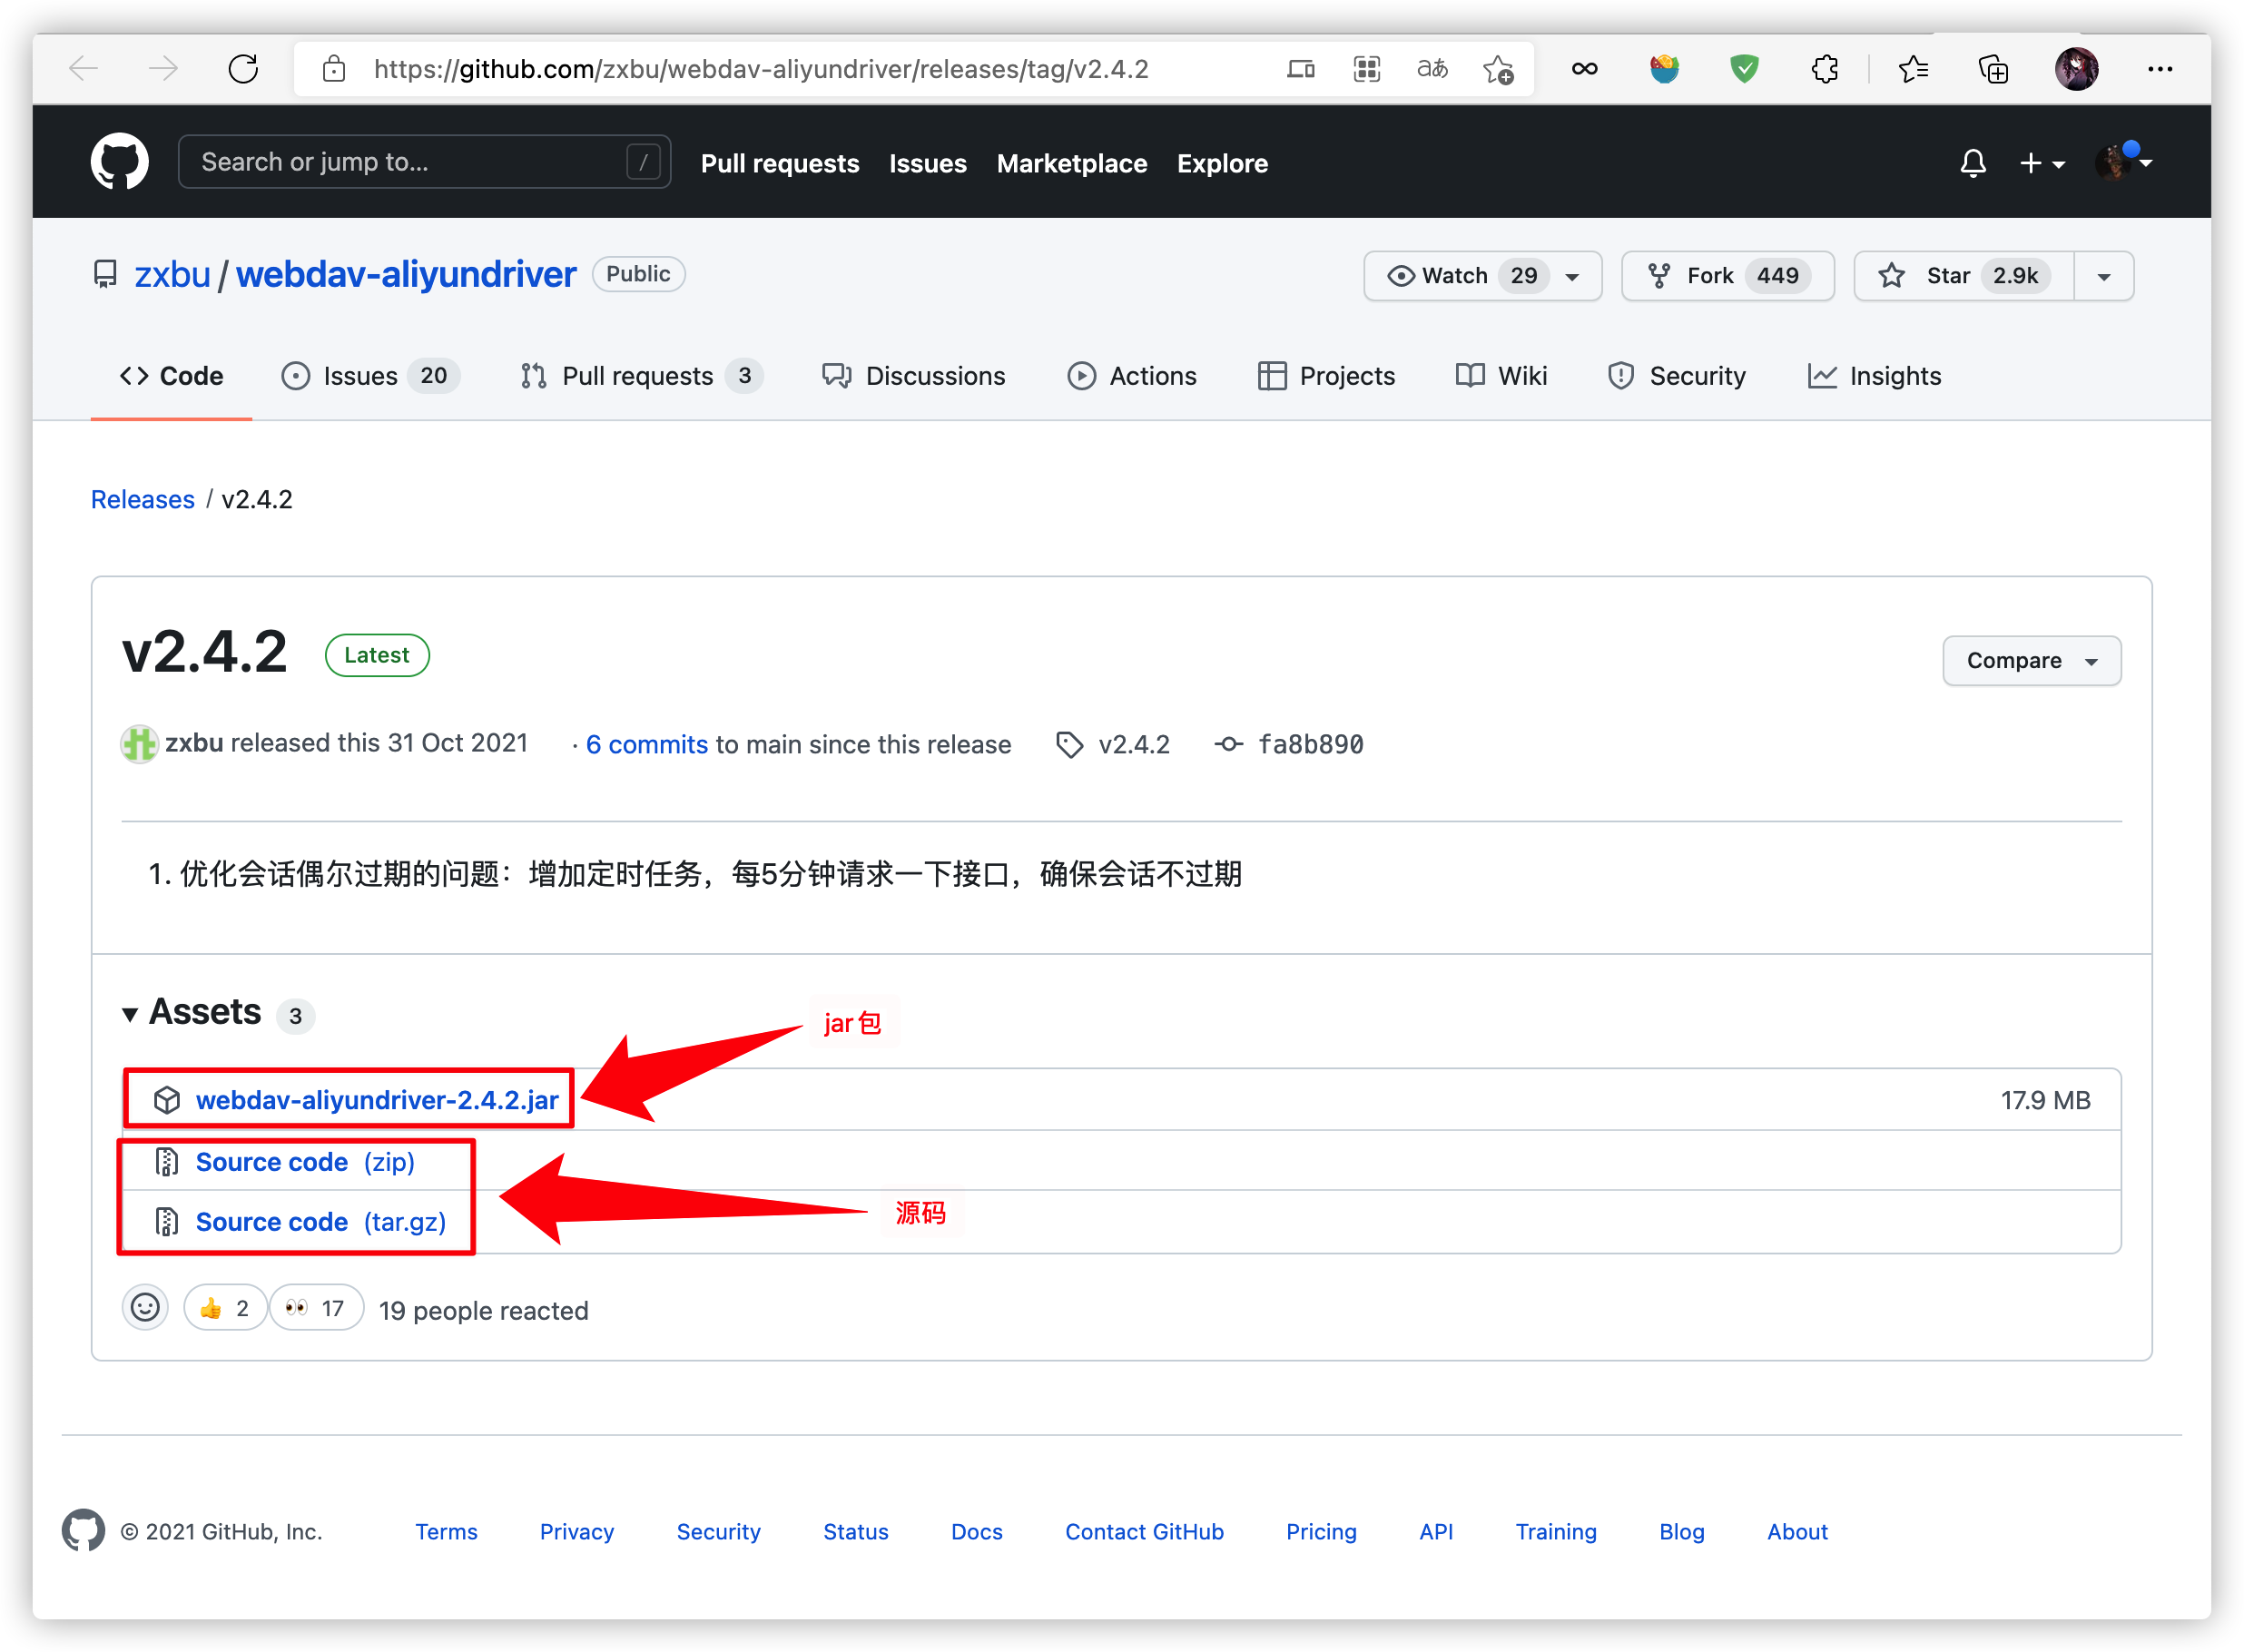 https://github.com/zxbu/webdav-aliyundriver/releases/tag/v2.4.2
Search or jump to... /
Pull requests Issues Marketplace Explore
zxbu / webdav-aliyundriver Public
Watch 29 Fork 449 Star 2.9k
Code Issues 20 Pull requests 3 Discussions Actions Projects Wiki Security Insights
Releases / v2.4.2
v2.4.2 Latest
Compare
zxbu released this 31 Oct 2021 · 6 commits to main since this release v2.4.2 fa8b890
1. 优化会话偶尔过期的问题：增加定时任务，每5分钟请求一下接口，确保会话不过期
Assets 3
jar包
webdav-aliyundriver-2.4.2.jar 17.9 MB
Source code (zip)
Source code (tar.gz)
源码
2 17 19 people reacted
© 2021 GitHub, Inc. Terms Privacy Security Status Docs Contact GitHub Pricing API Training Blog About